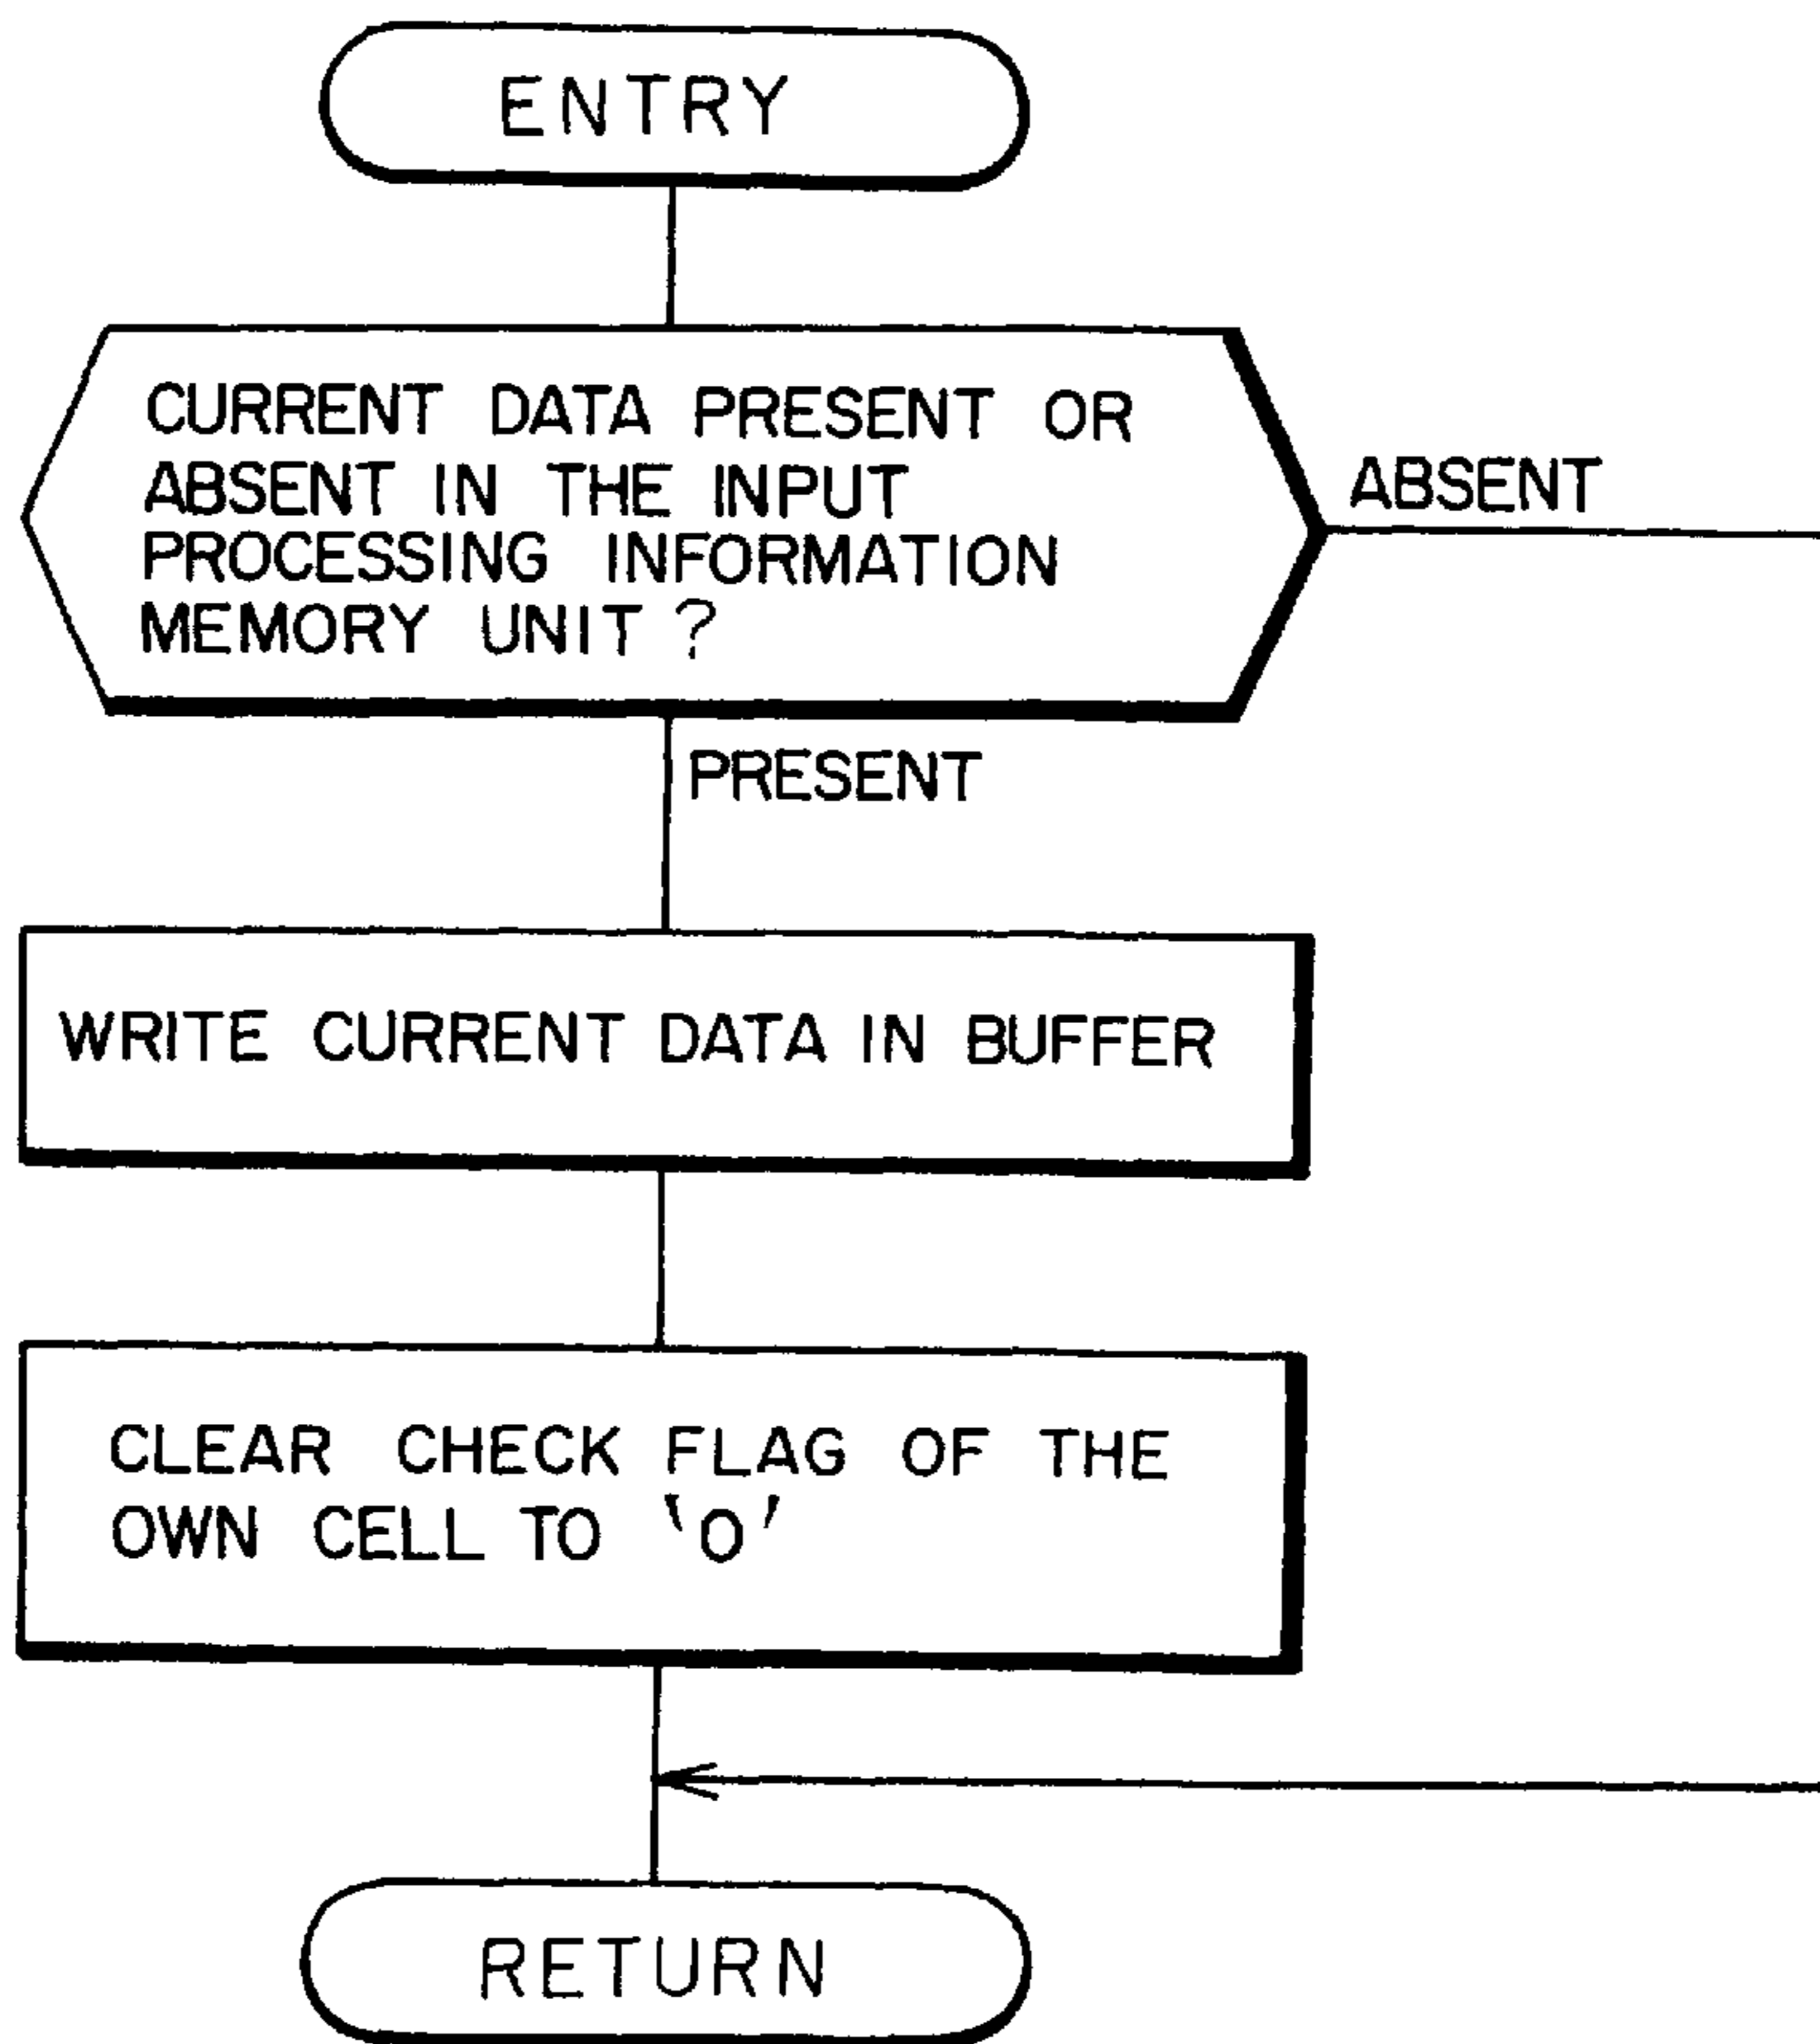 ENTRY
CURRENT DATA PRESENT OR
ABSENT IN THE INPUT
PROCESSING INFORMATION
MEMORY UNIT ?
ABSENT
PRESENT
WRITE CURRENT DATA IN BUFFER
CLEAR CHECK FLAG OF THE
OWN CELL TO '0'
RETURN